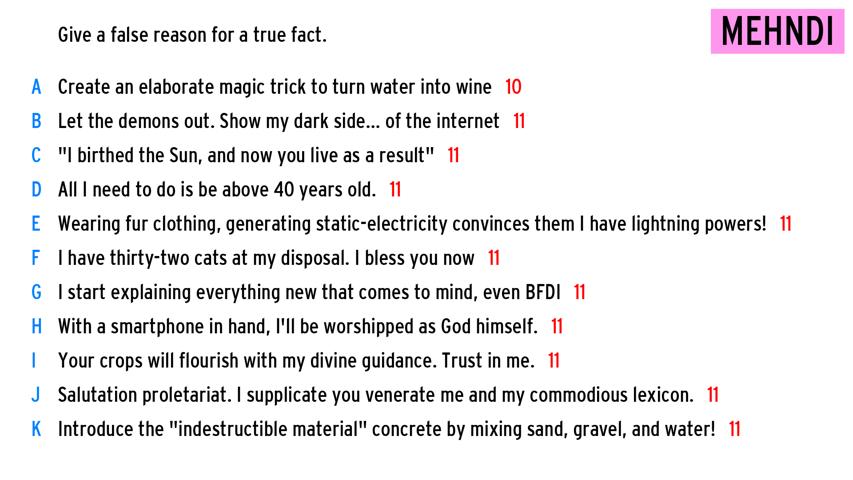 Give a false reason for a true fact.
MEHNDI
A Create an elaborate magic trick to turn water into wine 10
B Let the demons out. Show my dark side... of the internet 11
C "I birthed the Sun, and now you live as a result" 11
D All I need to do is be above 40 years old. 11
E Wearing fur clothing, generating static-electricity convinces them I have lightning powers! 11
F I have thirty-two cats at my disposal. I bless you now 11
G I start explaining everything new that comes to mind, even BFDI 11
H With a smartphone in hand, I'll be worshipped as God himself. 11
I Your crops will flourish with my divine guidance. Trust in me. 11
J Salutation proletariat. I supplicate you venerate me and my commodious lexicon. 11
K Introduce the "indestructible material" concrete by mixing sand, gravel, and water! 11